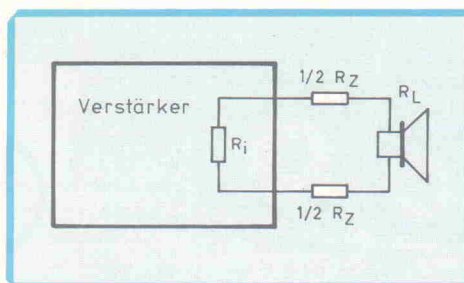 1/2 R_Z
R_L
Verstärker
R_i
1/2 R_Z